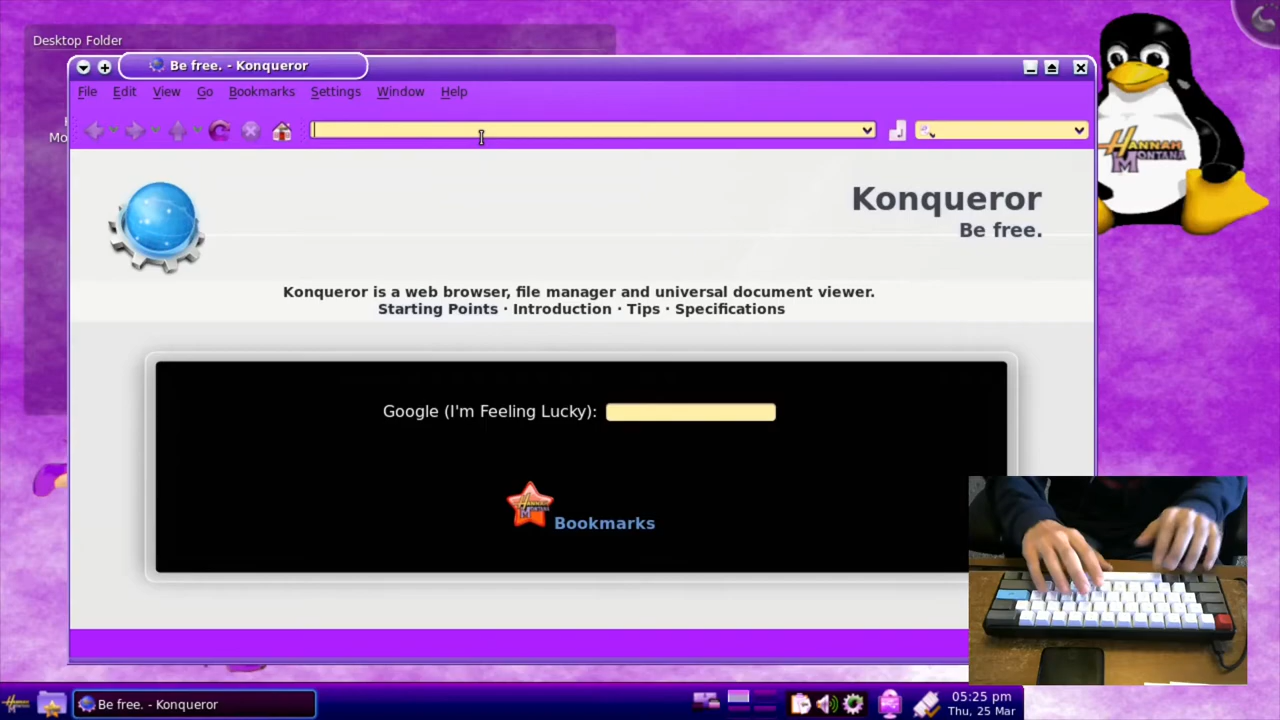 Desktop Folder
Be free. - Konqueror
File Edit View Go Bookmarks Settings Window Help
HANNAH MONTANA
Konqueror
Be free.
Konqueror is a web browser, file manager and universal document viewer.
Starting Points · Introduction · Tips · Specifications
Google (I'm Feeling Lucky):
HANNAH MONTANA
Bookmarks
Be free. - Konqueror
05:25 pm
Thu, 25 Mar